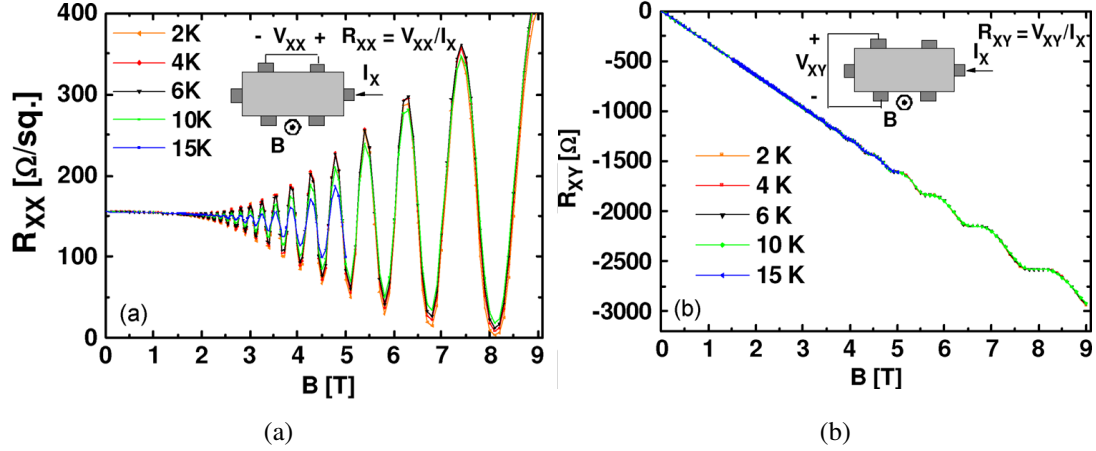 2K
4K
6K
10K
15K
- V_XX + R_XX = V_XX/I_X
I_X
B
R_XX [Ω/sq.]
400
300
200
100
0
(a)
0 1 2 3 4 5 6 7 8 9
B [T]
(a)
R_XY = V_XY/I_X
+
V_XY
-
I_X
B
2 K
4 K
6 K
10 K
15 K
R_XY [Ω]
0
-500
-1000
-1500
-2000
-2500
-3000
(b)
0 1 2 3 4 5 6 7 8 9
B [T]
(b)